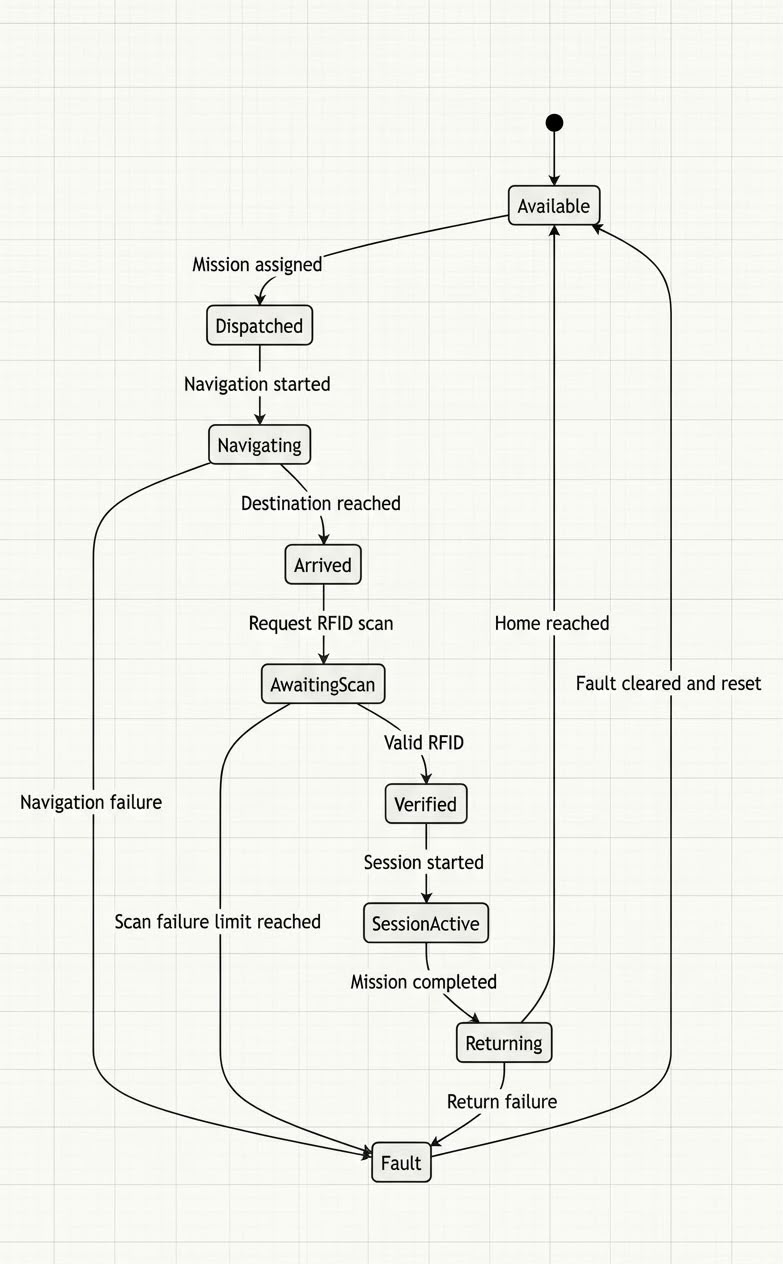 Available
Mission assigned
Dispatched
Navigation started
Navigating
Destination reached
Arrived
Request RFID scan
Home reached
AwaitingScan
Fault cleared and reset
Valid RFID
Navigation failure
Verified
Session started
Scan failure limit reached
SessionActive
Mission completed
Returning
Return failure
Fault